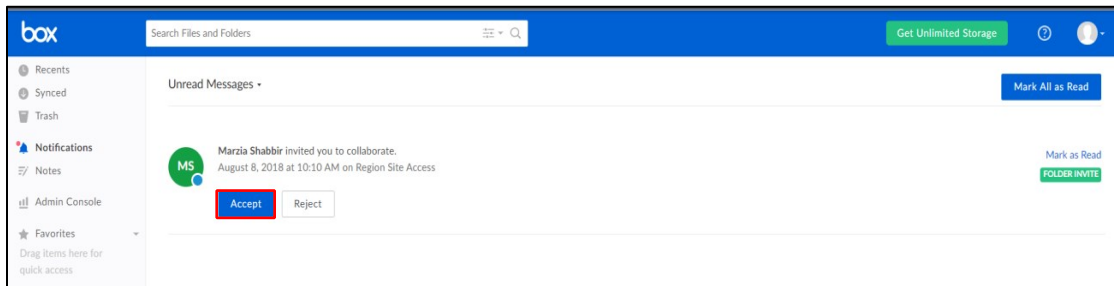 box
Search Files and Folders
Get Unlimited Storage
Recents
Synced
Trash
Notifications
Notes
Admin Console
Favorites
Drag items here for
quick access
Unread Messages
Mark All as Read
MS
Marzia Shabbir invited you to collaborate.
August 8, 2018 at 10:10 AM on Region Site Access
Accept
Reject
Mark as Read
FOLDER INVITE